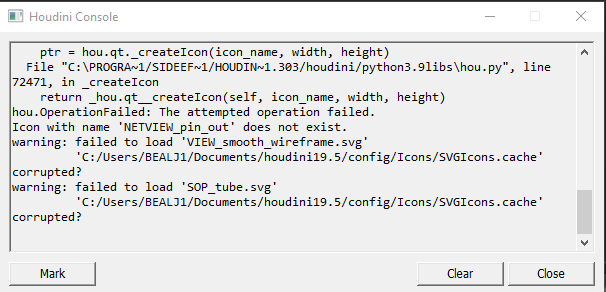 Houdini Console
    ptr = hou.qt._createIcon(icon_name, width, height)
  File "C:\PROGRA~1/SIDEEF~1/HOUDIN~1.303/houdini/python3.9libs\hou.py", line
72471, in _createIcon
    return _hou.qt__createIcon(self, icon_name, width, height)
hou.OperationFailed: The attempted operation failed.
Icon with name 'NETVIEW_pin_out' does not exist.
warning: failed to load 'VIEW_smooth_wireframe.svg'
         'C:/Users/BEALJ1/Documents/houdini19.5/config/Icons/SVGIcons.cache'
corrupted?
warning: failed to load 'SOP_tube.svg'
         'C:/Users/BEALJ1/Documents/houdini19.5/config/Icons/SVGIcons.cache'
corrupted?
Mark Clear Close